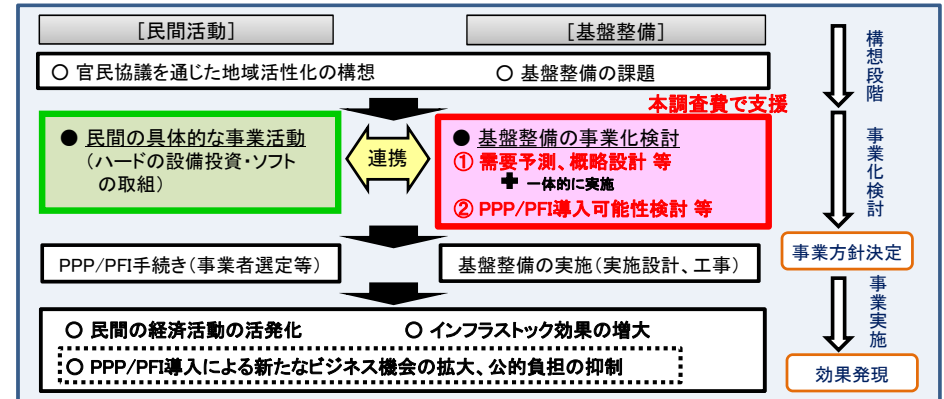 [民間活動]
[基盤整備]
○ 官民協議を通じた地域活性化の構想
○ 基盤整備の課題
本調査費で支援
● 民間の具体的な事業活動
(ハードの設備投資・ソフト
の取組)
連携
● 基盤整備の事業化検討
① 需要予測、概略設計 等
✚ 一体的に実施
② PPP/PFI導入可能性検討 等
PPP/PFI手続き(事業者選定等)
基盤整備の実施(実施設計、工事)
○ 民間の経済活動の活発化
○ インフラストック効果の増大
○ PPP/PFI導入による新たなビジネス機会の拡大、公的負担の抑制
構想段階
事業化検討
事業方針決定
事業実施
効果発現